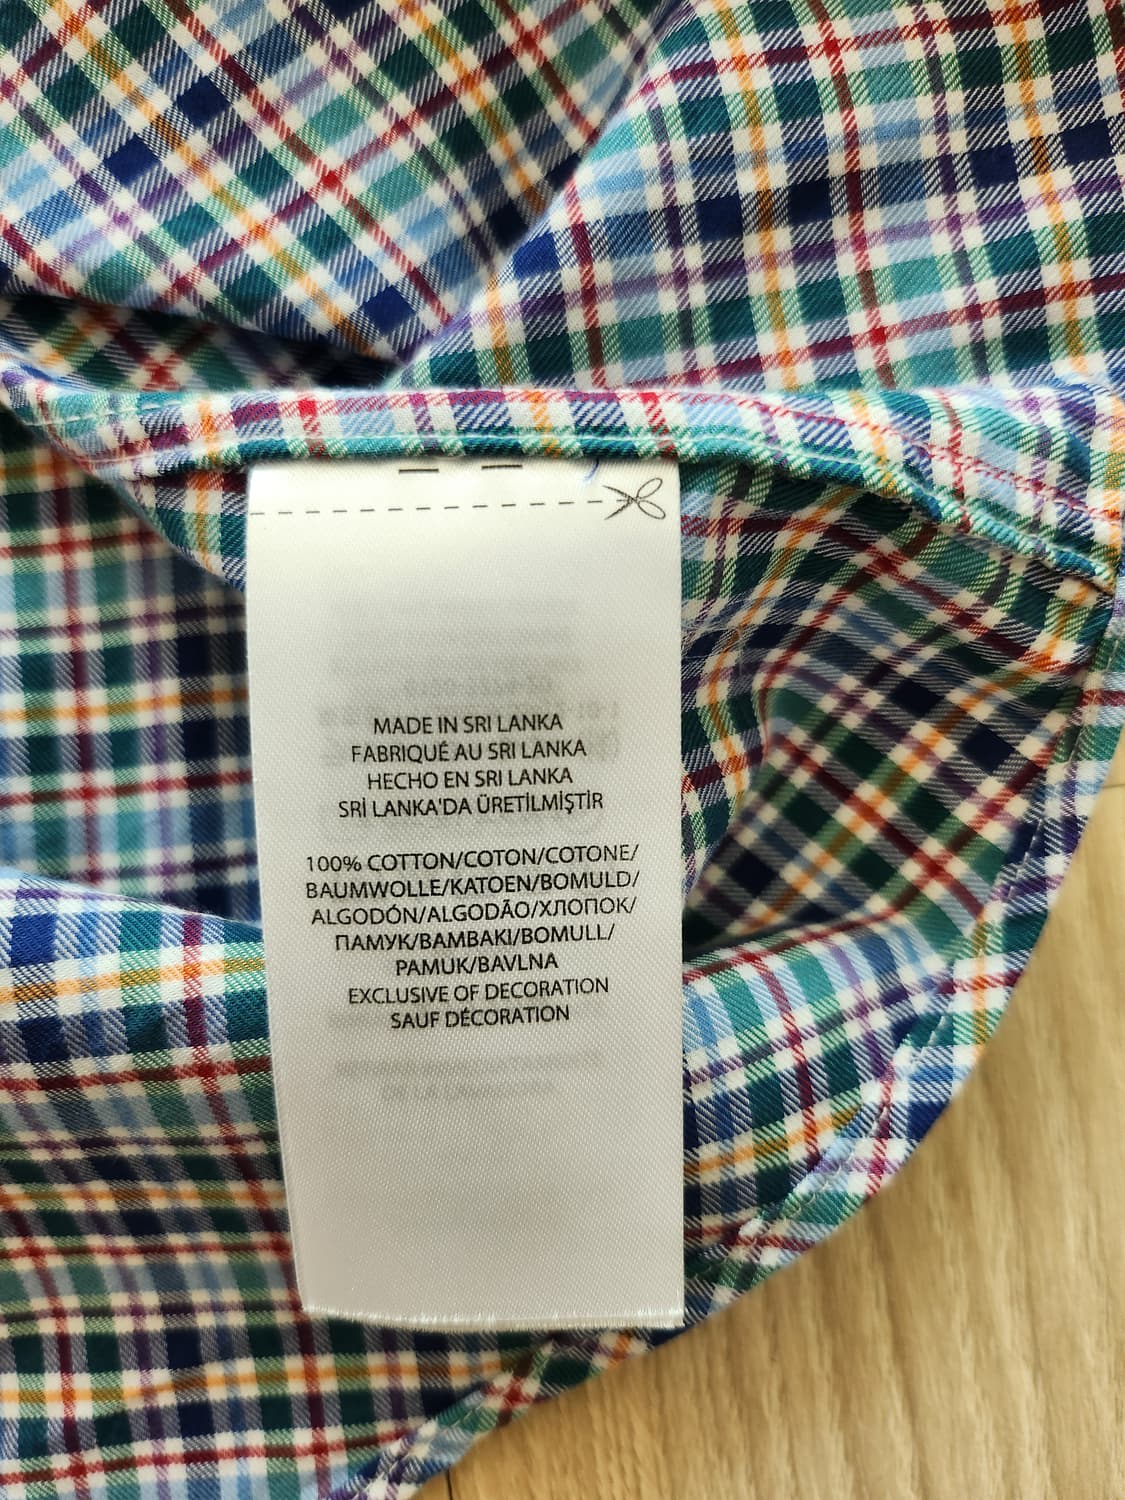 MADE IN SRI LANKA
FABRIQUÉ AU SRI LANKA
HECHO EN SRI LANKA
SRİ LANKA'DA ÜRETİLMİŞTİR
100% COTTON/COTON/COTONE/
BAUMWOLLE/KATOEN/BOMULD/
ALGODÓN/ALGODÃO/ХЛОПОК/
ПАМУК/BAMBAKI/BOMULL/
PAMUK/BAVLNA
EXCLUSIVE OF DECORATION
SAUF DÉCORATION